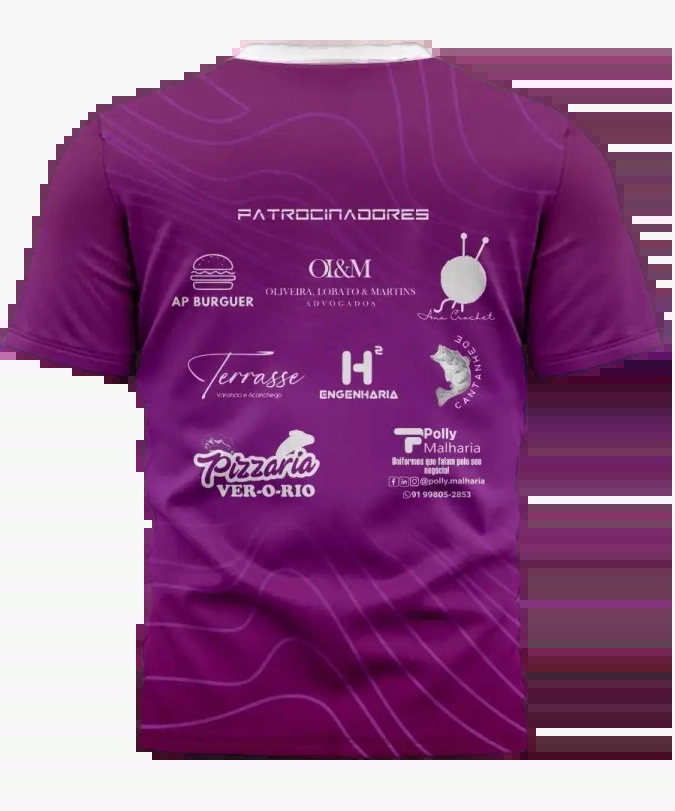 PATROCINADORES
AP BURGUER
OL&M
OLIVEIRA, LOBATO & MARTINS
ADVOGADOS
Ana Crochet
Terrasse
Varanda e Aconchego
H²
ENGENHARIA
CANTANHEDE
Pizzaria
VER-O-RIO
Polly
Malharia
Uniformes que falam pelo seu
negócio!
@polly.malharia
91 99805-2853